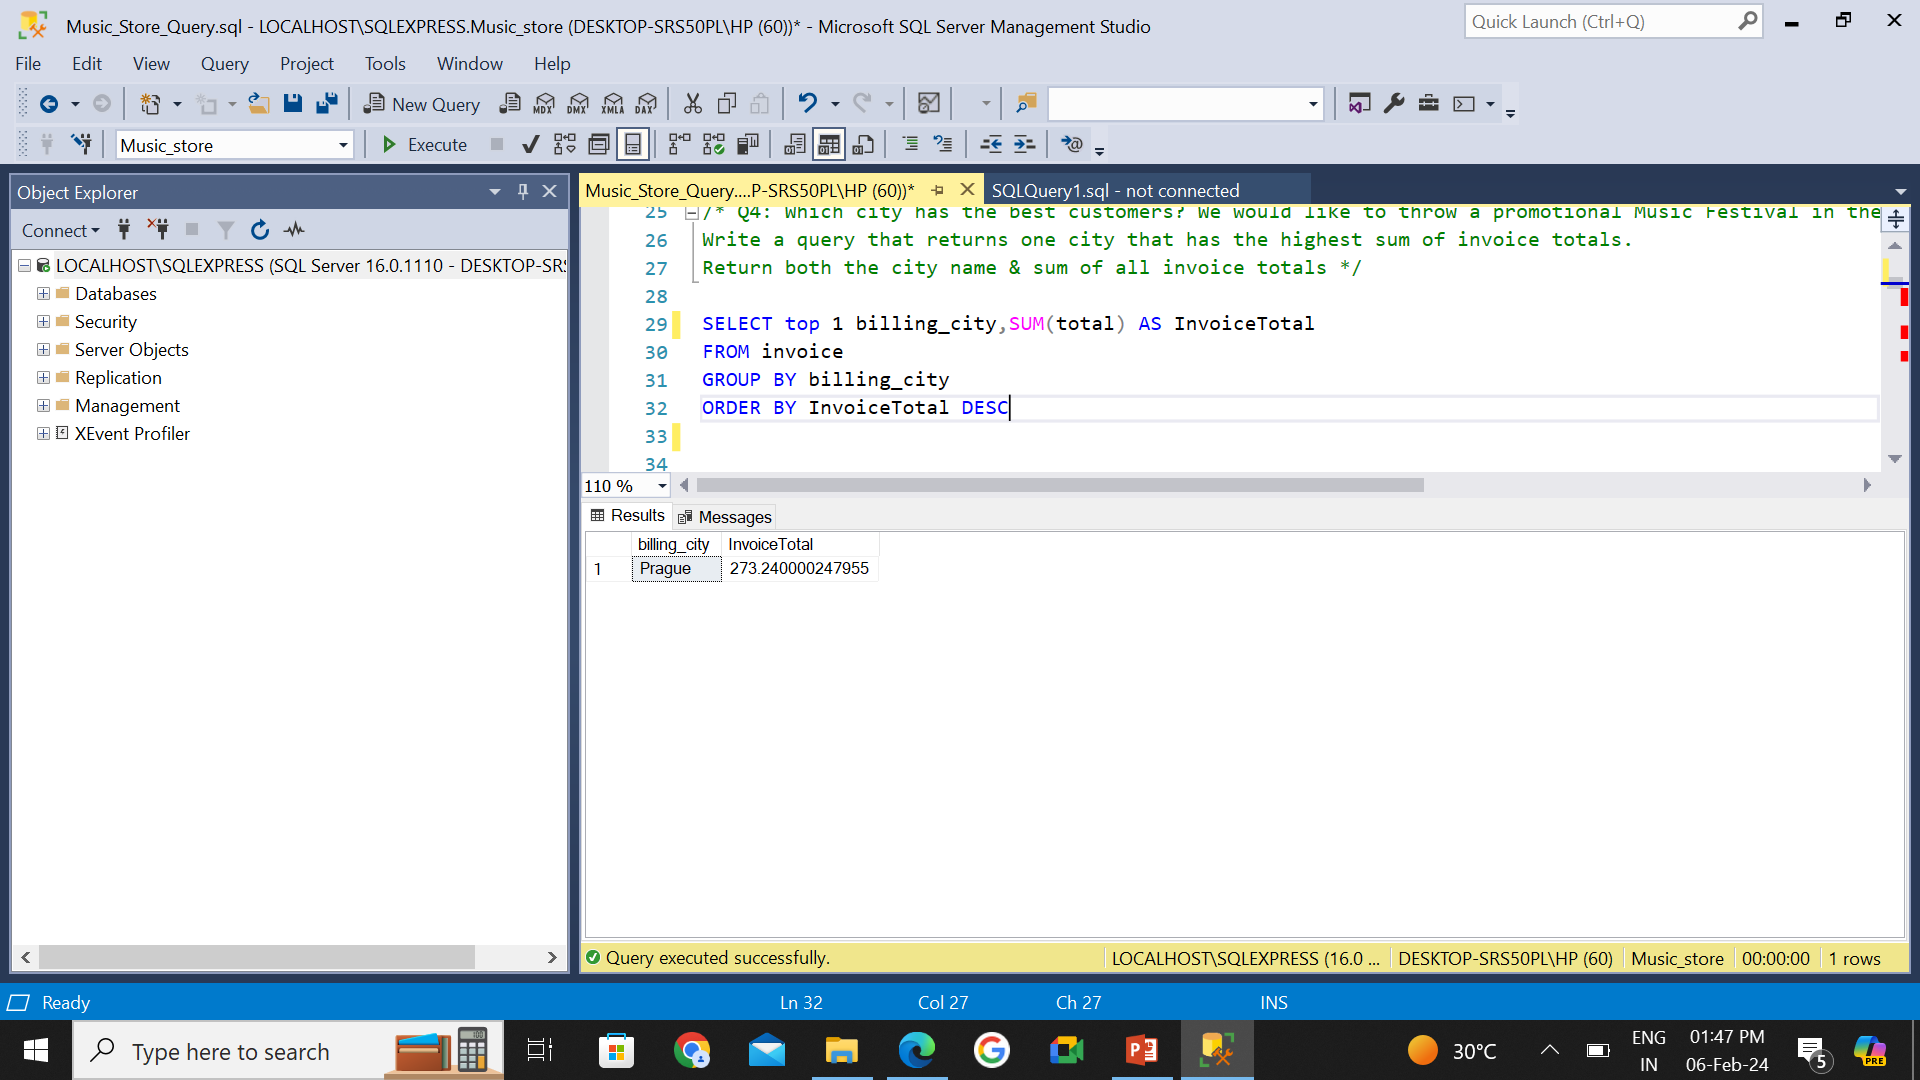 Music_Store_Query.sql - LOCALHOST\SQLEXPRESS.Music_store (DESKTOP-SRS50PL\HP (60))* - Microsoft SQL Server Management Studio
Quick Launch (Ctrl+Q)
File Edit View Query Project Tools Window Help
New Query MDX DMX XMLA DAX
Music_store Execute
Object Explorer
Connect
LOCALHOST\SQLEXPRESS (SQL Server 16.0.1110 - DESKTOP-SRS
Databases
Security
Server Objects
Replication
Management
XEvent Profiler
Music_Store_Query....P-SRS50PL\HP (60))* SQLQuery1.sql - not connected
25 /* Q4: Which city has the best customers? We would like to throw a promotional Music Festival in the
26 Write a query that returns one city that has the highest sum of invoice totals.
27 Return both the city name & sum of all invoice totals */
28
29 SELECT top 1 billing_city,SUM(total) AS InvoiceTotal
30 FROM invoice
31 GROUP BY billing_city
32 ORDER BY InvoiceTotal DESC
33
34
110 %
Results Messages
billing_city InvoiceTotal
1 Prague 273.240000247955
Query executed successfully. LOCALHOST\SQLEXPRESS (16.0 ... DESKTOP-SRS50PL\HP (60) Music_store 00:00:00 1 rows
Ready Ln 32 Col 27 Ch 27 INS
Type here to search
30°C
ENG
IN
01:47 PM
06-Feb-24
5
PRE